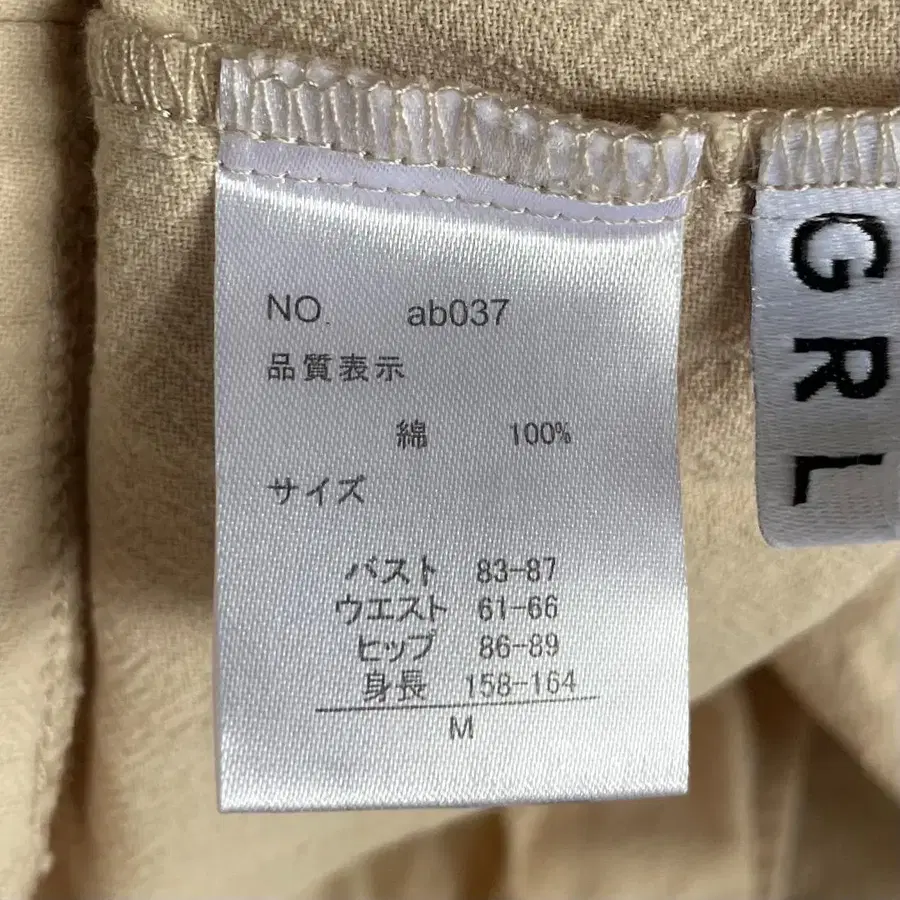 NO. ab037
品質表示
綿 100%
サイズ
バスト 83-87
ウエスト 61-66
ヒップ 86-89
身長 158-164
M
GRL